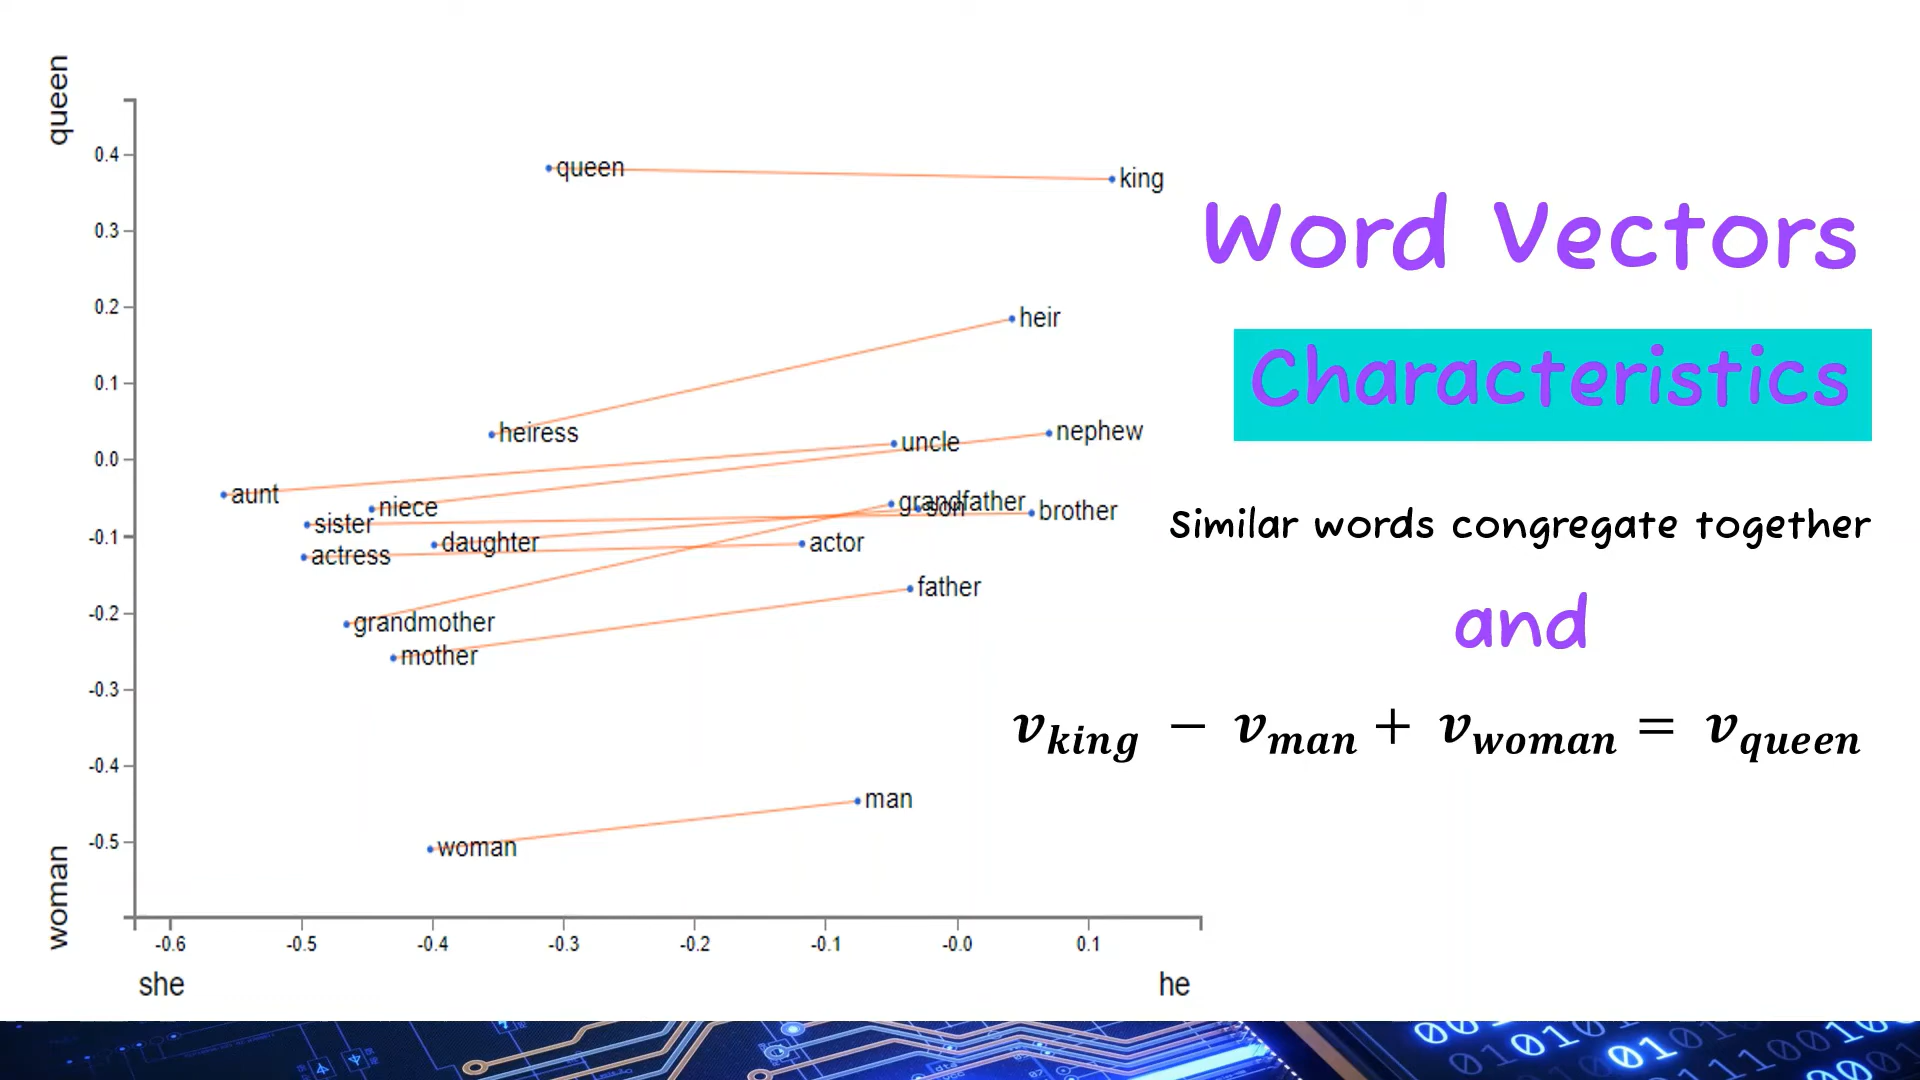 queen
0.4
queen
king
0.3
Word Vectors
0.2
heir
0.1
Characteristics
heiress
nephew
uncle
0.0
aunt
niece
grandfather
son
brother
sister
Similar words congregate together
-0.1
daughter
actor
actress
father
-0.2
grandmother
and
mother
-0.3
v_king − v_man + v_woman = v_queen
-0.4
man
-0.5
woman
woman
-0.6 -0.5 -0.4 -0.3 -0.2 -0.1 -0.0 0.1
she
he